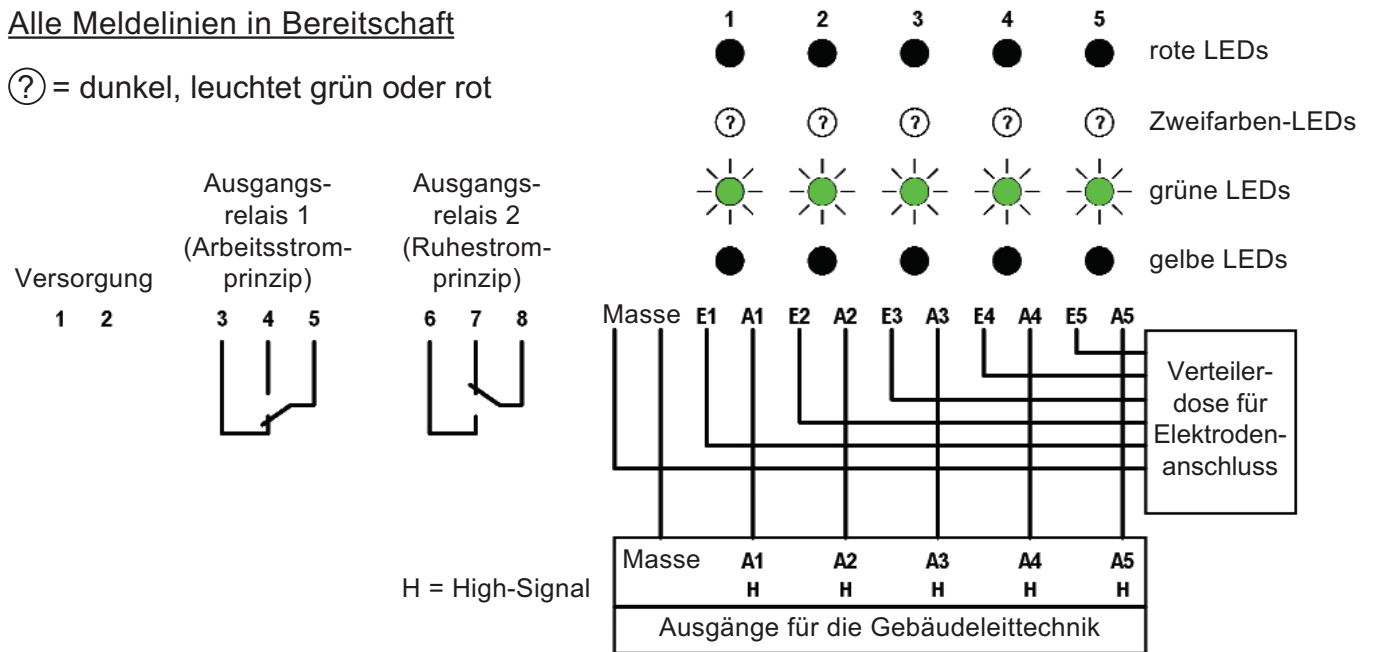 Alle Meldelinien in Bereitschaft
? = dunkel, leuchtet grün oder rot
1 2 3 4 5
rote LEDs
? ? ? ? ? Zweifarben-LEDs
grüne LEDs
gelbe LEDs
Versorgung
1 2
Ausgangs-
relais 1
(Arbeitsstrom-
prinzip)
3 4 5
Ausgangs-
relais 2
(Ruhestrom-
prinzip)
6 7 8
Masse E1 A1 E2 A2 E3 A3 E4 A4 E5 A5
Verteiler-
dose für
Elektroden-
anschluss
Masse A1 A2 A3 A4 A5
H = High-Signal H H H H H
Ausgänge für die Gebäudeleittechnik